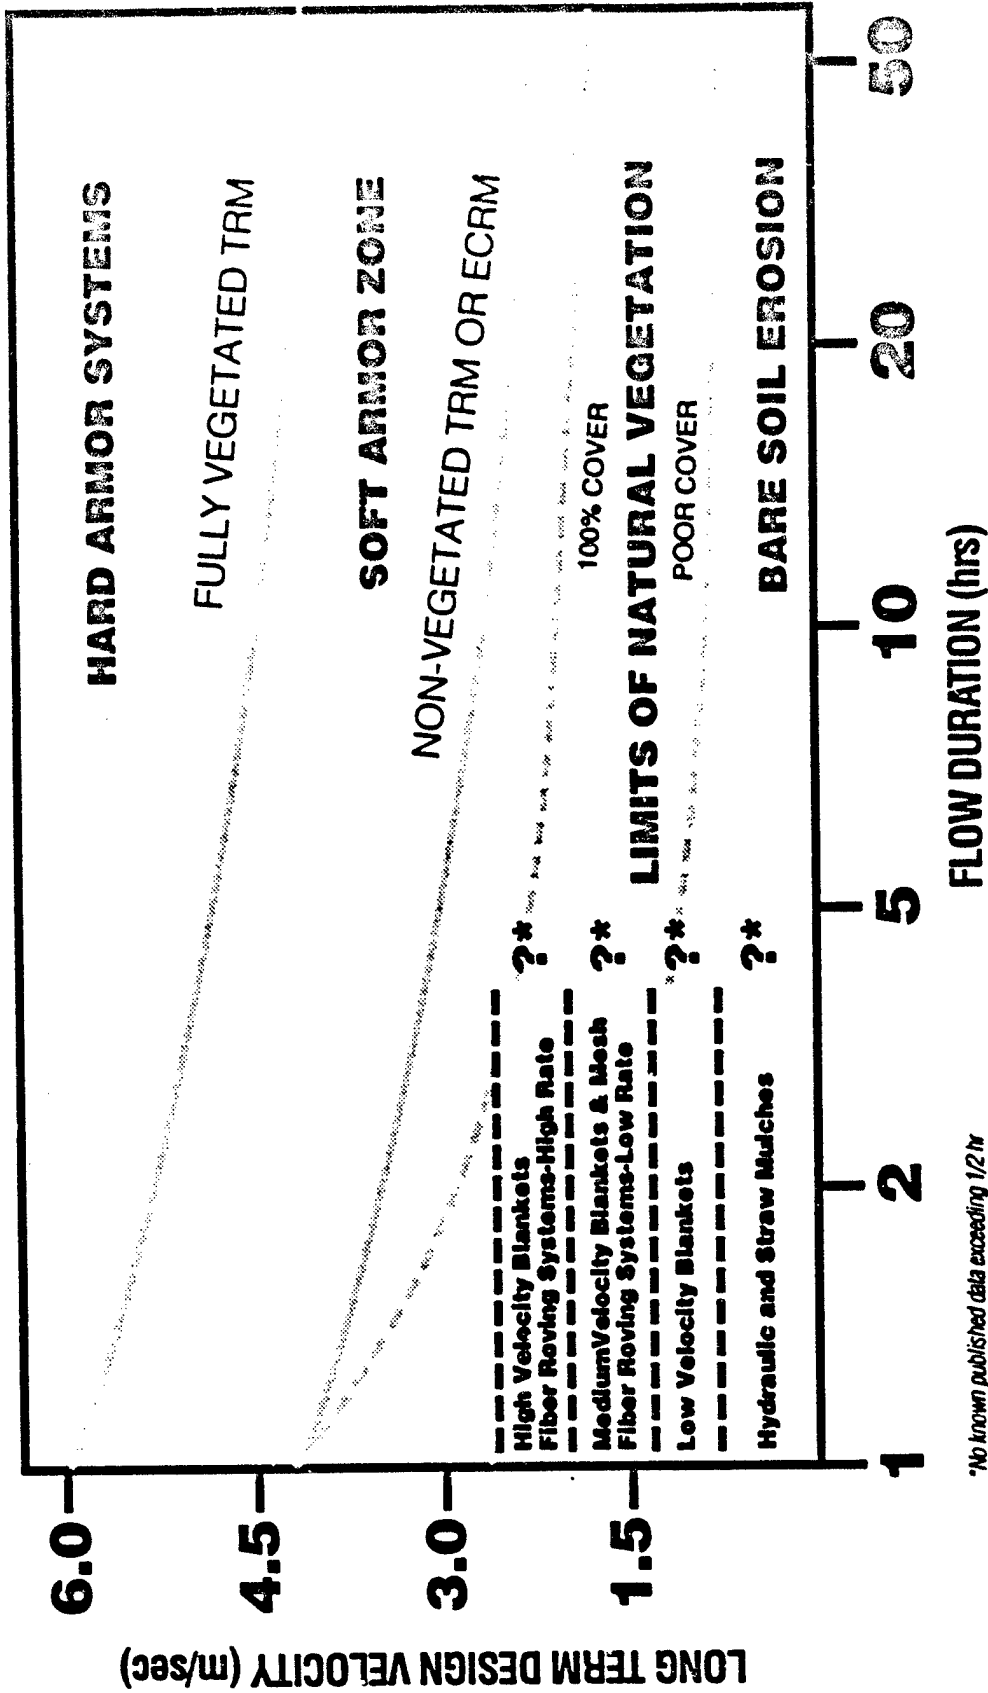 HARD ARMOR SYSTEMS
FULLY VEGETATED TRM
SOFT ARMOR ZONE
NON-VEGETATED TRM OR ECRM
100% COVER
LIMITS OF NATURAL VEGETATION
POOR COVER
BARE SOIL EROSION
High Velocity Blankets
Fiber Roving Systems-High Rate
?*
MediumVelocity Blankets & Mesh
Fiber Roving Systems-Low Rate
?*
Low Velocity Blankets
?*
Hydraulic and Straw Mulches
?*
6.0
4.5
3.0
1.5
LONG TERM DESIGN VELOCITY (m/sec)
1
2
5
10
20
50
FLOW DURATION (hrs)
*No known published data exceeding 1/2 hr